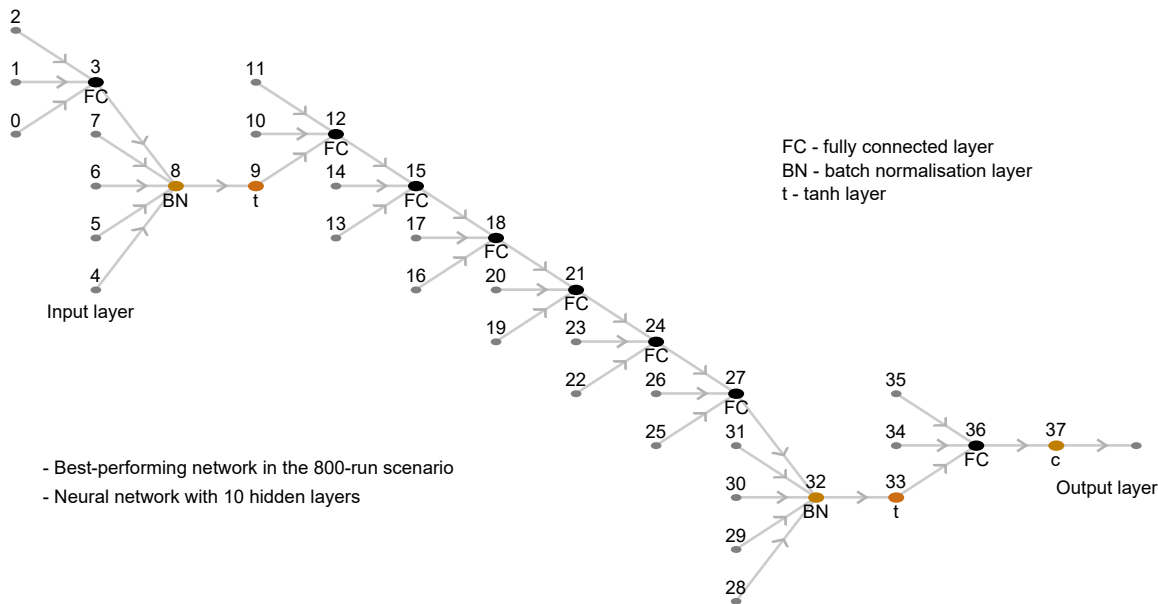 2
1
3
11
0
FC
7
10
12
FC
6
8
9
14
15
BN
t
FC
5
13
17
18
FC
4
16
20
21
FC
Input layer
19
23
24
FC
22
26
27
FC
25
31
30
32
BN
33
t
29
28
35
34
36
FC
37
c
Output layer
FC - fully connected layer
BN - batch normalisation layer
t - tanh layer
- Best-performing network in the 800-run scenario
- Neural network with 10 hidden layers